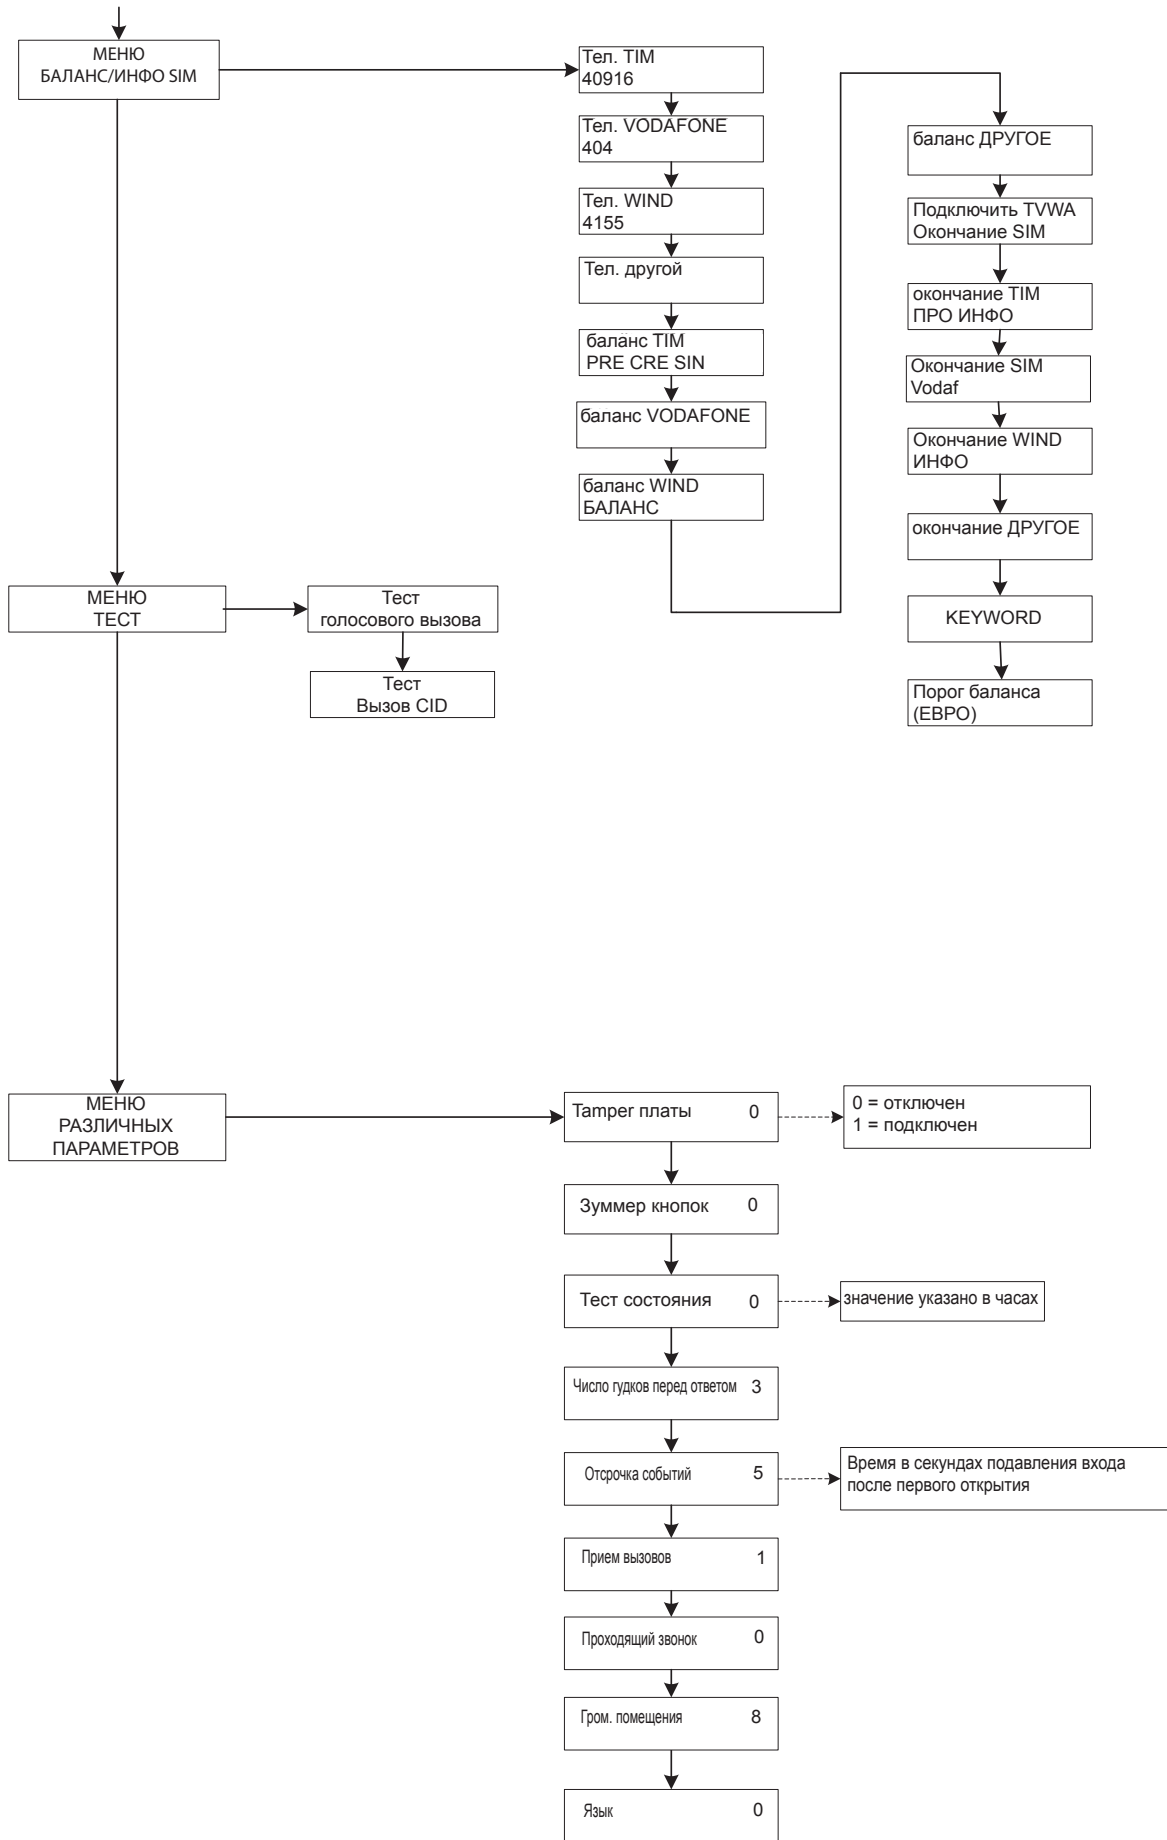 МЕНЮ
БАЛАНС/ИНФО SIM
Тел. TIM
40916
Тел. VODAFONE
404
Тел. WIND
4155
Тел. другой
баланс TIM
PRE CRE SIN
баланс VODAFONE
баланс WIND
БАЛАНС
баланс ДРУГОЕ
Подключить TVWA
Окончание SIM
окончание TIM
ПРО ИНФО
Окончание SIM
Vodaf
Окончание WIND
ИНФО
окончание ДРУГОЕ
KEYWORD
Порог баланса
(ЕВРО)
МЕНЮ
ТЕСТ
Тест
голосового вызова
Тест
Вызов CID
МЕНЮ
РАЗЛИЧНЫХ
ПАРАМЕТРОВ
Tamper платы 0
0 = отключен
1 = подключен
Зуммер кнопок 0
Тест состояния 0
значение указано в часах
Число гудков перед ответом 3
Отсрочка событий 5
Время в секундах подавления входа
после первого открытия
Прием вызовов 1
Проходящий звонок 0
Гром. помещения 8
Язык 0